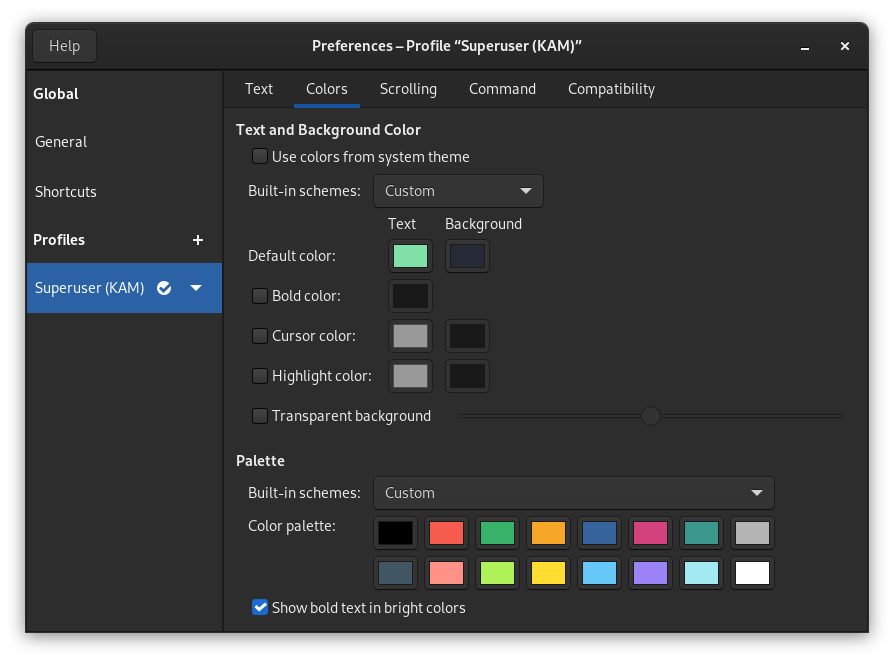 Help
Preferences – Profile “Superuser (KAM)”
Global
General
Shortcuts
Profiles
Superuser (KAM)
Text Colors Scrolling Command Compatibility
Text and Background Color
Use colors from system theme
Built-in schemes: Custom
Text Background
Default color:
Bold color:
Cursor color:
Highlight color:
Transparent background
Palette
Built-in schemes: Custom
Color palette:
Show bold text in bright colors